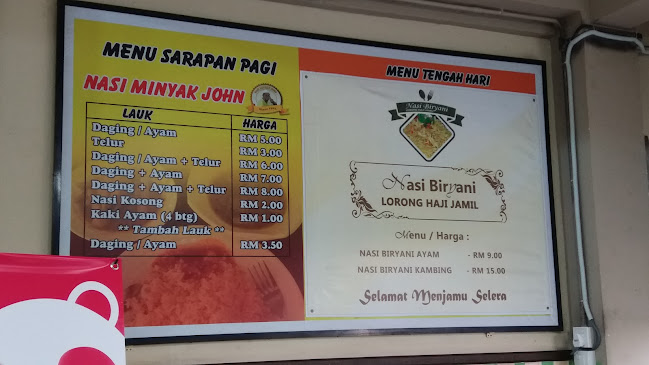 MENU SARAPAN PAGI
NASI MINYAK JOHN
LAUK HARGA
Daging / Ayam RM 5.00
Telur RM 3.00
Daging / Ayam + Telur RM 6.00
Daging + Ayam RM 7.00
Daging + Ayam + Telur RM 8.00
Nasi Kosong RM 2.00
Kaki Ayam (4 btg) RM 1.00
** Tambah Lauk **
Daging / Ayam RM 3.50
MENU TENGAH HARI
Nasi Biryani
Nasi Biryani
LORONG HAJI JAMIL
Menu / Harga :
NASI BIRYANI AYAM - RM 9.00
NASI BIRYANI KAMBING - RM 15.00
Selamat Menjamu Selera